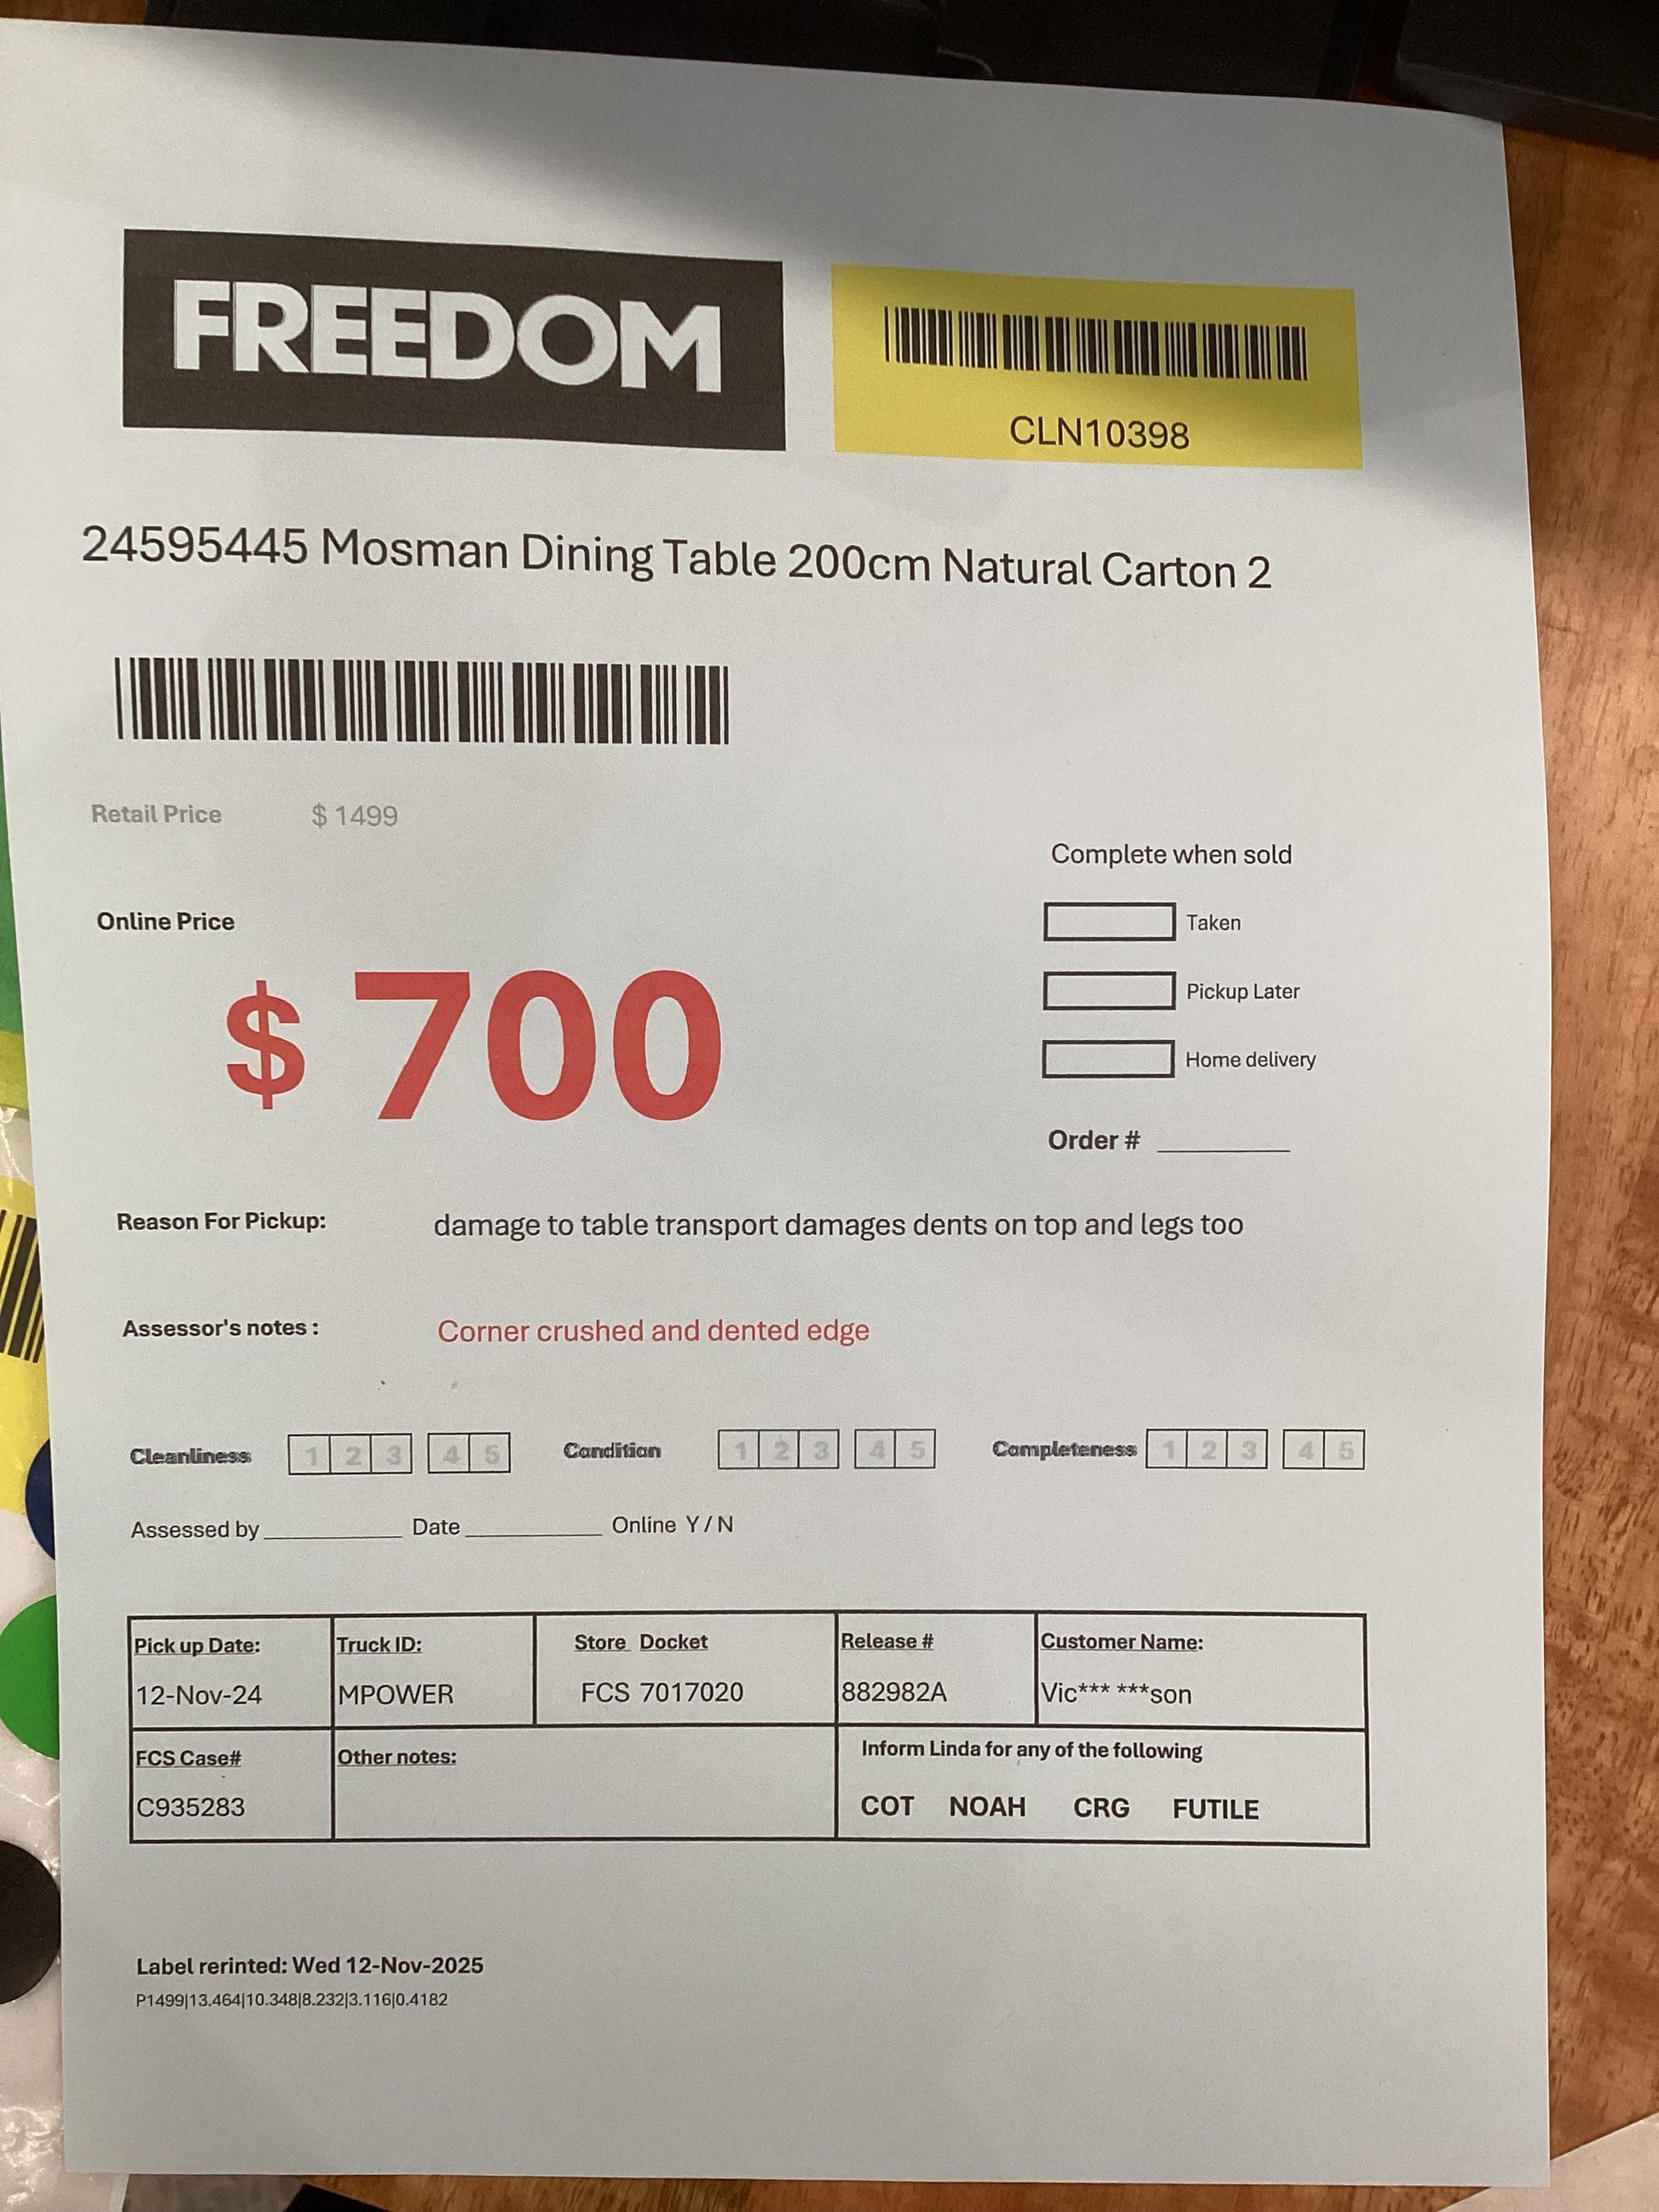 FREEDOM
CLN10398
24595445 Mosman Dining Table 200cm Natural Carton 2
Retail Price $ 1499
Complete when sold
Online Price
Taken
$ 700
Pickup Later
Home delivery
Order # ____________
Reason For Pickup: damage to table transport damages dents on top and legs too
Assessor's notes : Corner crushed and dented edge
Cleanliness 1 2 3 4 5 Condition 1 2 3 4 5 Completeness 1 2 3 4 5
Assessed by____________ Date____________ Online Y / N
Pick up Date: Truck ID: Store Docket Release # Customer Name:
12-Nov-24 MPOWER FCS 7017020 882982A Vic*** ***son
FCS Case# Other notes: Inform Linda for any of the following
C935283 COT NOAH CRG FUTILE
Label rerinted: Wed 12-Nov-2025
P1499|13.464|10.348|8.232|3.116|0.4182